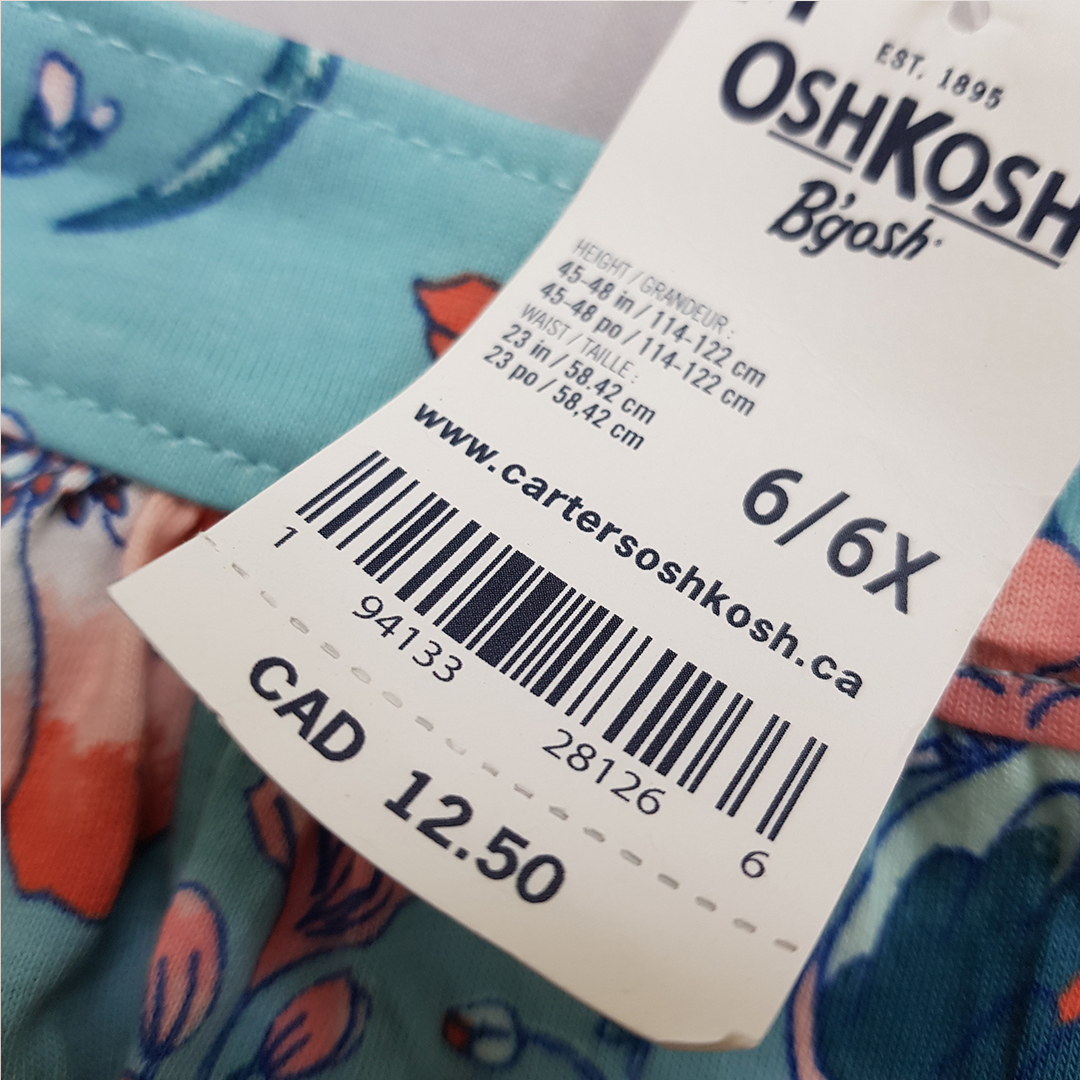 EST. 1895
OSHKOSH
B'gosh
HEIGHT / GRANDEUR :
45-48 in / 114-122 cm
45-48 po / 114-122 cm
WAIST / TAILLE :
23 in / 58.42 cm
23 po / 58,42 cm
6/6X
www.cartersoshkosh.ca
1 94133 28126 6
CAD 12.50